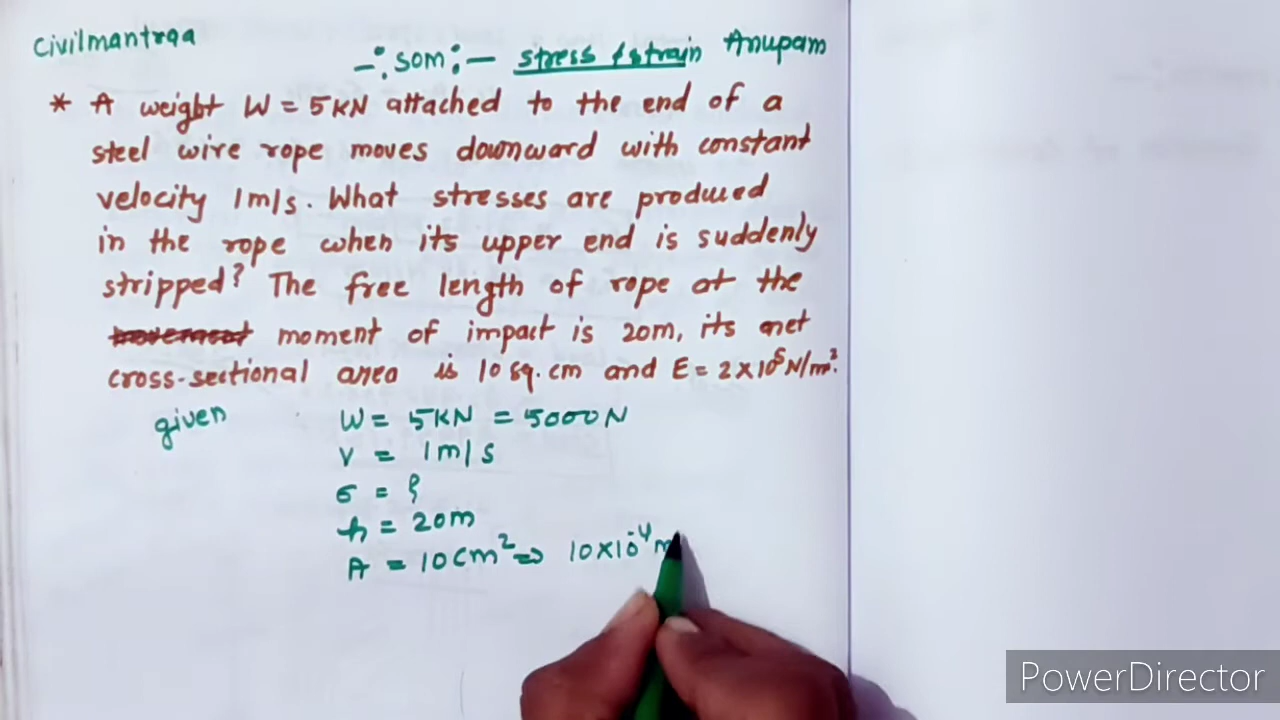 Civilmantraa
-:som:- stress & strain Anupam
* A weight W = 5KN attached to the end of a
steel wire rope moves downward with constant
velocity 1m/s. What stresses are produced
in the rope when its upper end is suddenly
stripped? The free length of rope at the
moment of impact is 20m, its net
cross-sectional area is 10 sq.cm and E = 2×10⁵N/m².
given W = 5KN = 5000N
V = 1m/s
σ = ?
h = 20m
A = 10cm² ⇒ 10×10⁻⁴ m
PowerDirector